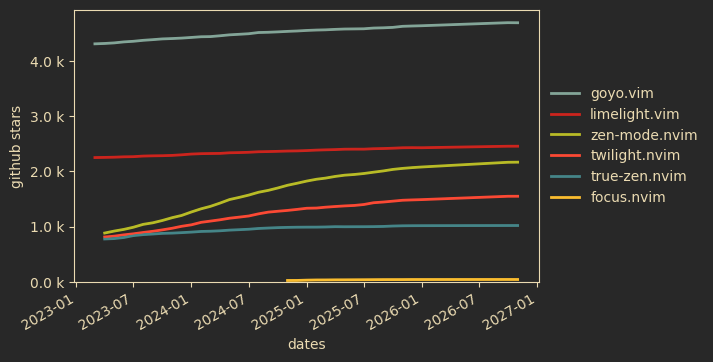 github stars
4.0 k
3.0 k
2.0 k
1.0 k
0.0 k
2023-01
2023-07
2024-01
2024-07
2025-01
2025-07
2026-01
2026-07
2027-01
dates
goyo.vim
limelight.vim
zen-mode.nvim
twilight.nvim
true-zen.nvim
focus.nvim